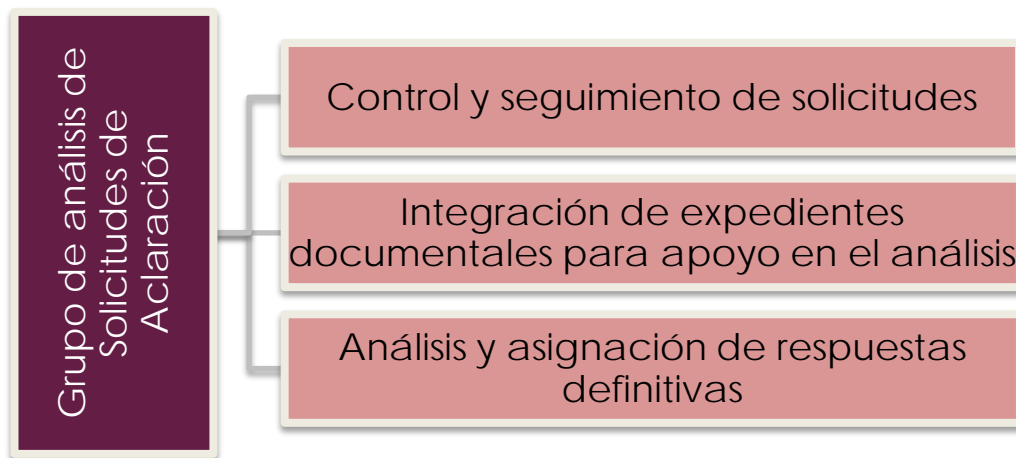 Grupo de análisis de
Solicitudes de
Aclaración
Control y seguimiento de solicitudes
Integración de expedientes
documentales para apoyo en el análisis
Análisis y asignación de respuestas
definitivas